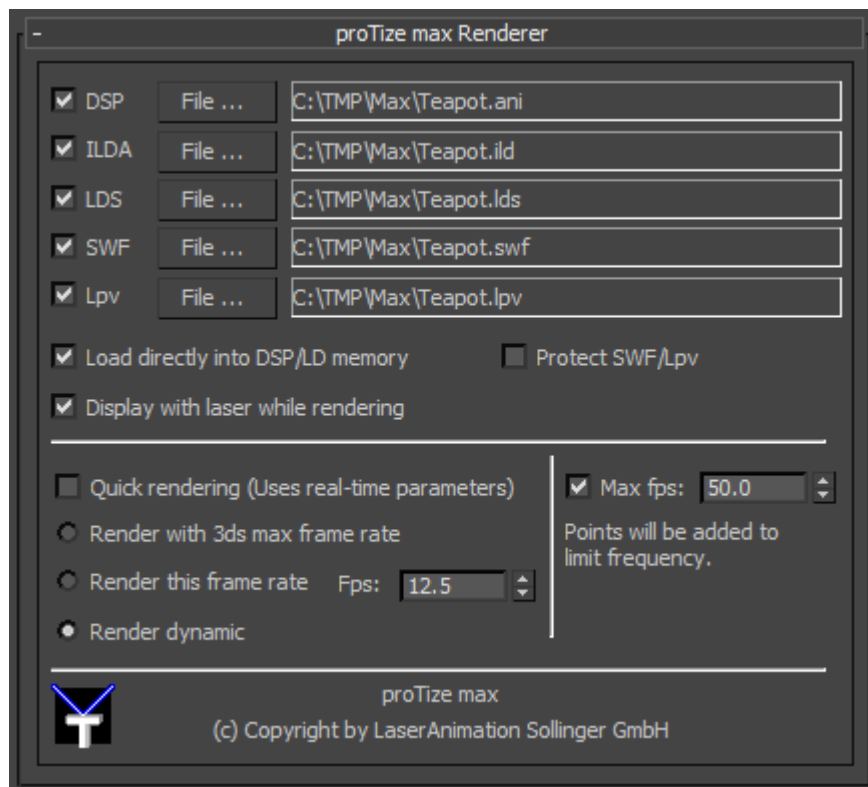 - proTize max Renderer
DSP File ... C:\TMP\Max\Teapot.ani
ILDA File ... C:\TMP\Max\Teapot.ild
LDS File ... C:\TMP\Max\Teapot.lds
SWF File ... C:\TMP\Max\Teapot.swf
Lpv File ... C:\TMP\Max\Teapot.lpv
Load directly into DSP/LD memory Protect SWF/Lpv
Display with laser while rendering
Quick rendering (Uses real-time parameters)
Render with 3ds max frame rate
Render this frame rate Fps: 12.5
Render dynamic
Max fps: 50.0
Points will be added to
limit frequency.
proTize max
(c) Copyright by LaserAnimation Sollinger GmbH